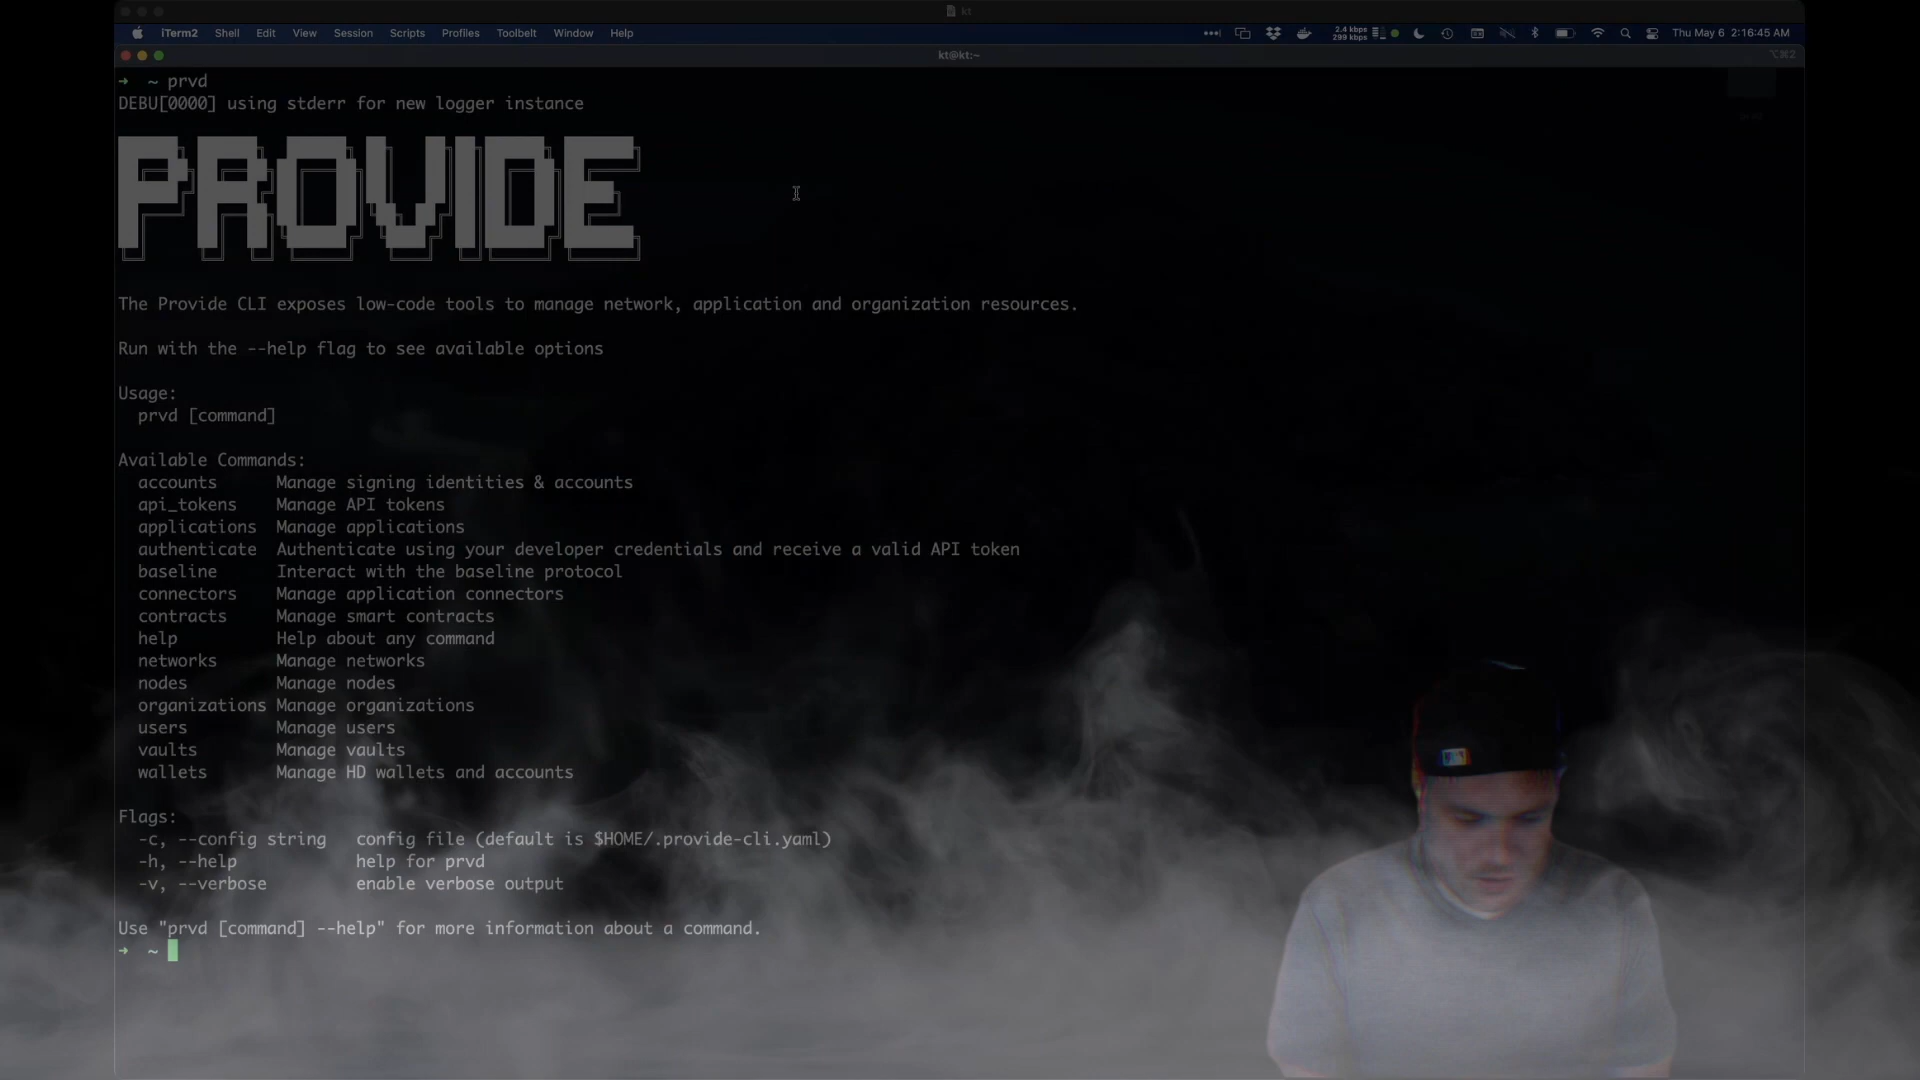 kt
iTerm2 Shell Edit View Session Scripts Profiles Toolbelt Window Help 2.4 kbps 299 kbps Thu May 6 2:16:45 AM
kt@kt:~ ⌥⌘2
➜ ~ prvd
DEBU[0000] using stderr for new logger instance
PROVIDE
The Provide CLI exposes low-code tools to manage network, application and organization resources.
Run with the --help flag to see available options
Usage:
prvd [command]
Available Commands:
accounts Manage signing identities & accounts
api_tokens Manage API tokens
applications Manage applications
authenticate Authenticate using your developer credentials and receive a valid API token
baseline Interact with the baseline protocol
connectors Manage application connectors
contracts Manage smart contracts
help Help about any command
networks Manage networks
nodes Manage nodes
organizations Manage organizations
users Manage users
vaults Manage vaults
wallets Manage HD wallets and accounts
Flags:
-c, --config string config file (default is $HOME/.provide-cli.yaml)
-h, --help help for prvd
-v, --verbose enable verbose output
Use "prvd [command] --help" for more information about a command.
➜ ~